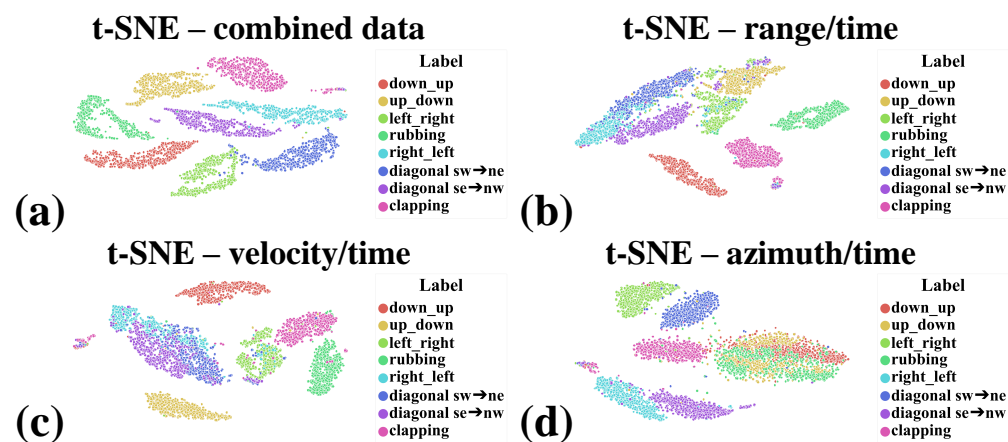 t-SNE – combined data
Label
down_up
up_down
left_right
rubbing
right_left
diagonal sw→ne
diagonal se→nw
clapping
(a)
t-SNE – range/time
Label
down_up
up_down
left_right
rubbing
right_left
diagonal sw→ne
diagonal se→nw
clapping
(b)
t-SNE – velocity/time
Label
down_up
up_down
left_right
rubbing
right_left
diagonal sw→ne
diagonal se→nw
clapping
(c)
t-SNE – azimuth/time
Label
down_up
up_down
left_right
rubbing
right_left
diagonal sw→ne
diagonal se→nw
clapping
(d)